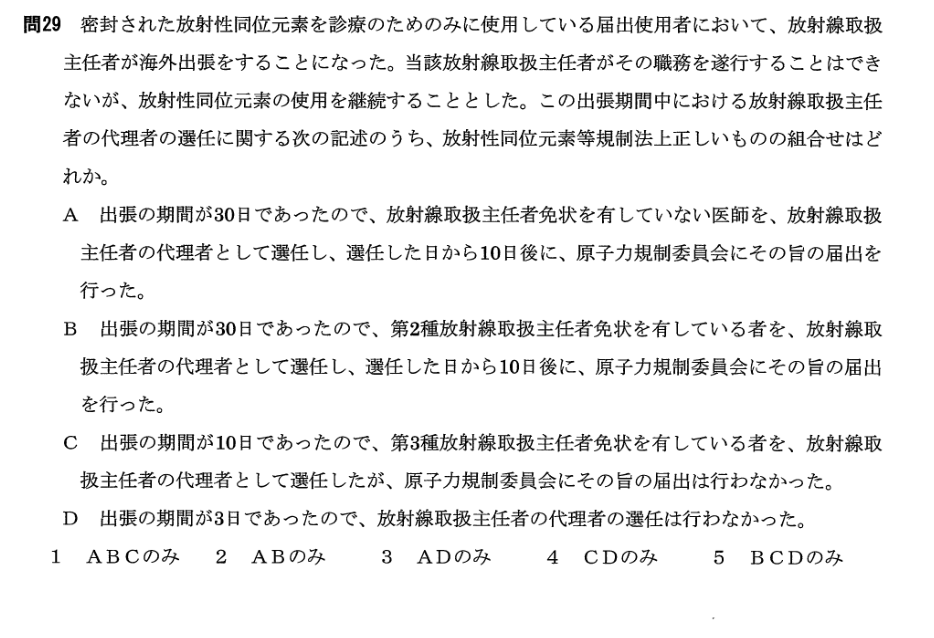 問29　密封された放射性同位元素を診療のためのみに使用している届出使用者において、放射線取扱
主任者が海外出張をすることになった。当該放射線取扱主任者がその職務を遂行することはでき
ないが、放射性同位元素の使用を継続することとした。この出張期間中における放射線取扱主任
者の代理者の選任に関する次の記述のうち、放射性同位元素等規制法上正しいものの組合せはど
れか。
A　出張の期間が30日であったので、放射線取扱主任者免状を有していない医師を、放射線取扱
主任者の代理者として選任し、選任した日から10日後に、原子力規制委員会にその旨の届出を
行った。
B　出張の期間が30日であったので、第2種放射線取扱主任者免状を有している者を、放射線取
扱主任者の代理者として選任し、選任した日から10日後に、原子力規制委員会にその旨の届出
を行った。
C　出張の期間が10日であったので、第3種放射線取扱主任者免状を有している者を、放射線取
扱主任者の代理者として選任したが、原子力規制委員会にその旨の届出は行わなかった。
D　出張の期間が3日であったので、放射線取扱主任者の代理者の選任は行わなかった。
1　ABCのみ　2　ABのみ　3　ADのみ　4　CDのみ　5　BCDのみ